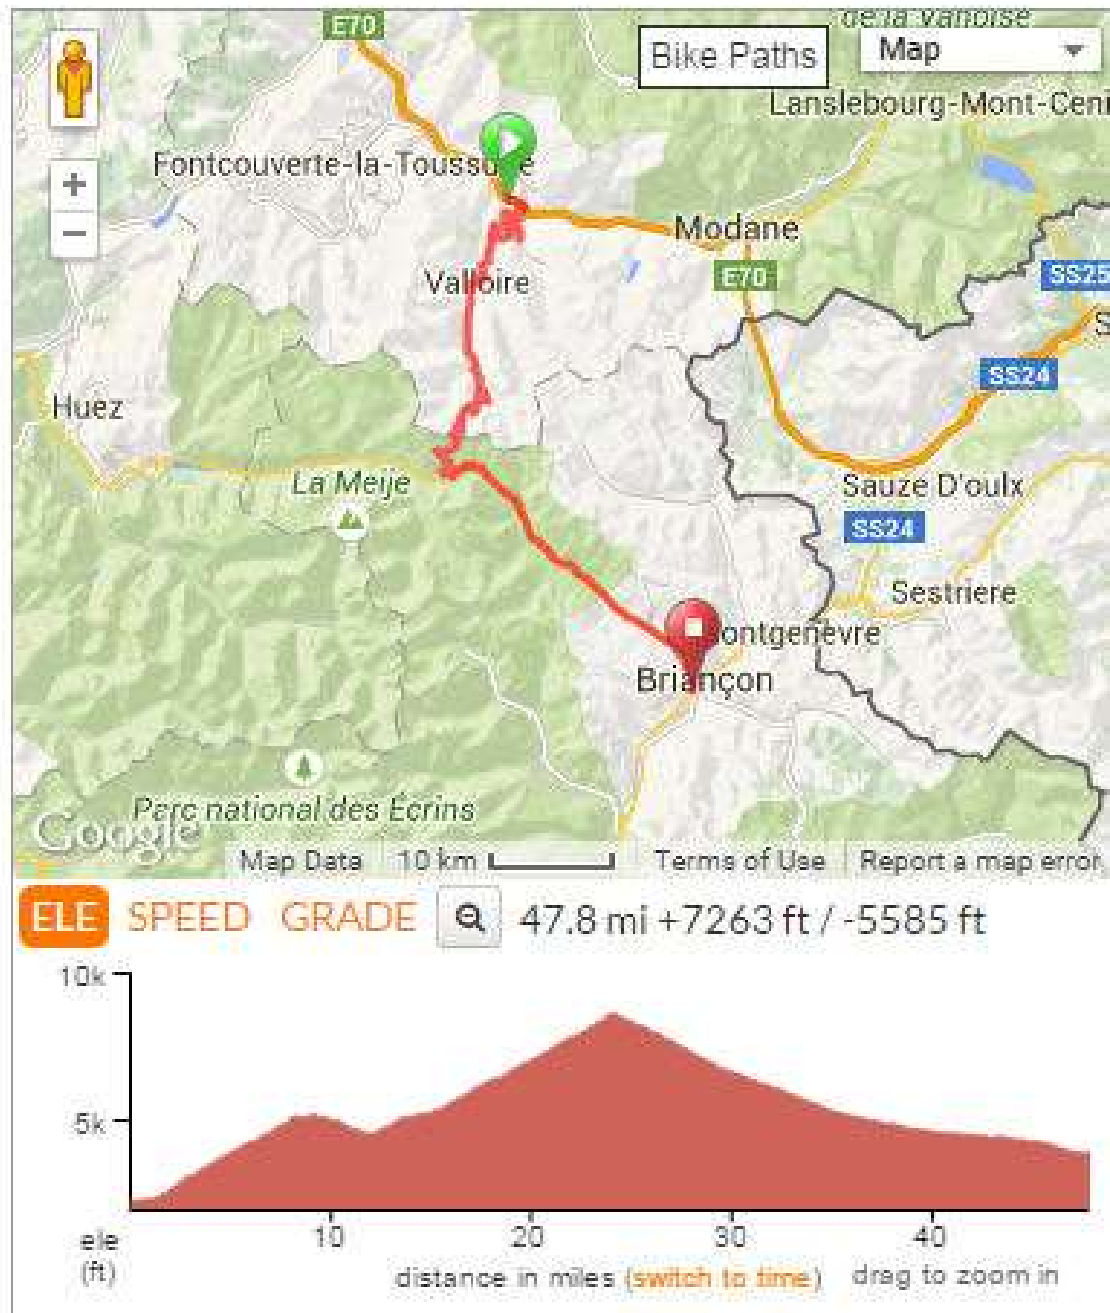 E70
de la Vanoise
Bike Paths
Map
Lanslebourg-Mont-Ceni
Fontcouverte-la-Toussuire
+
−
Modane
Valloire
E70
SS25
S
SS24
Huez
La Meije
Sauze D'oulx
SS24
Sestriere
Montgenèvre
Briançon
Parc national des Écrins
Google
Map Data 10 km Terms of Use Report a map error
ELE SPEED GRADE 47.8 mi +7263 ft / -5585 ft
10k
5k
10 20 30 40
ele
(ft)
distance in miles (switch to time) drag to zoom in